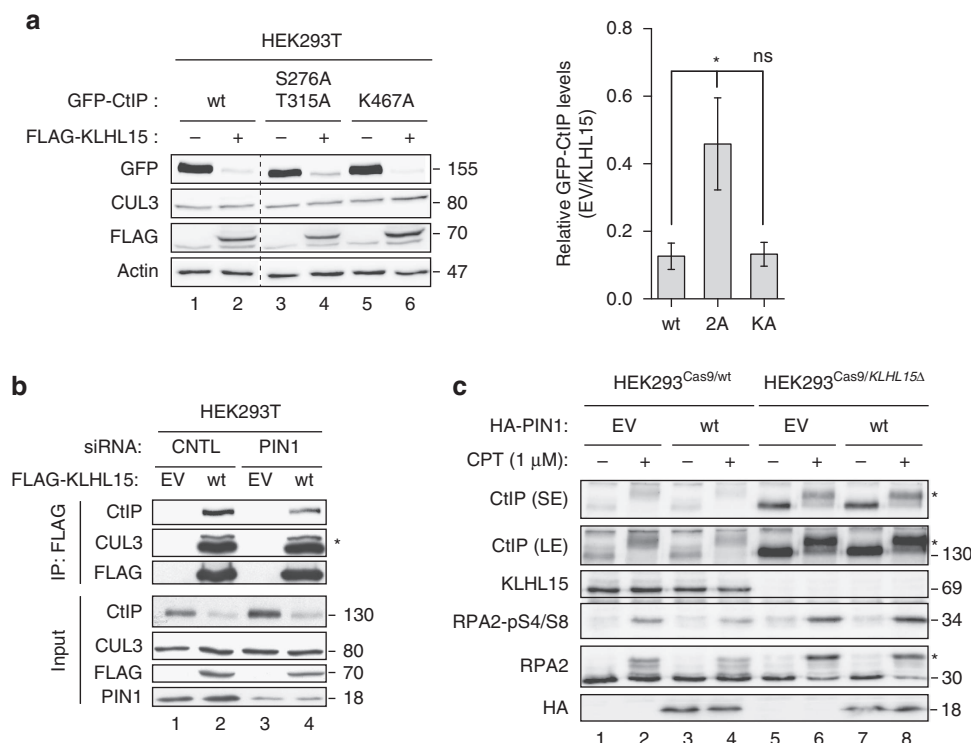 a
HEK293T
GFP-CtIP : wt S276A T315A K467A
FLAG-KLHL15: – + – + – +
GFP - 155
CUL3 - 80
FLAG - 70
Actin - 47
1 2 3 4 5 6
Relative GFP-CtIP levels
(EV/KLHL15)
0.8
0.6
0.4
0.2
0.0
* ns
wt 2A KA
b
HEK293T
siRNA: CNTL PIN1
FLAG-KLHL15: EV wt EV wt
IP: FLAG
CtIP
CUL3 *
FLAG
Input
CtIP - 130
CUL3 - 80
FLAG - 70
PIN1 - 18
1 2 3 4
c
HEK293Cas9/wt HEK293Cas9/KLHL15Δ
HA-PIN1: EV wt EV wt
CPT (1 μM): – + – + – + – +
CtIP (SE) *
CtIP (LE) * - 130
KLHL15 - 69
RPA2-pS4/S8 - 34
RPA2 * - 30
HA - 18
1 2 3 4 5 6 7 8